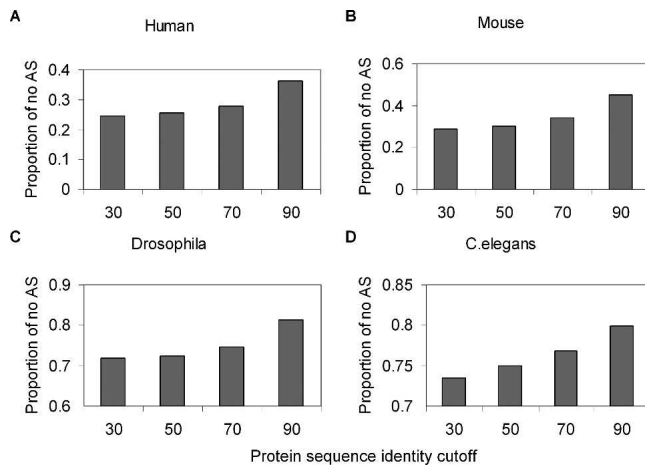 A
Human
Proportion of no AS
0.4
0.3
0.2
0.1
0
30 50 70 90
B
Mouse
Proportion of no AS
0.6
0.4
0.2
0
30 50 70 90
C
Drosophila
Proportion of no AS
0.9
0.8
0.7
0.6
30 50 70 90
D
C.elegans
Proportion of no AS
0.85
0.8
0.75
0.7
30 50 70 90
Protein sequence identity cutoff